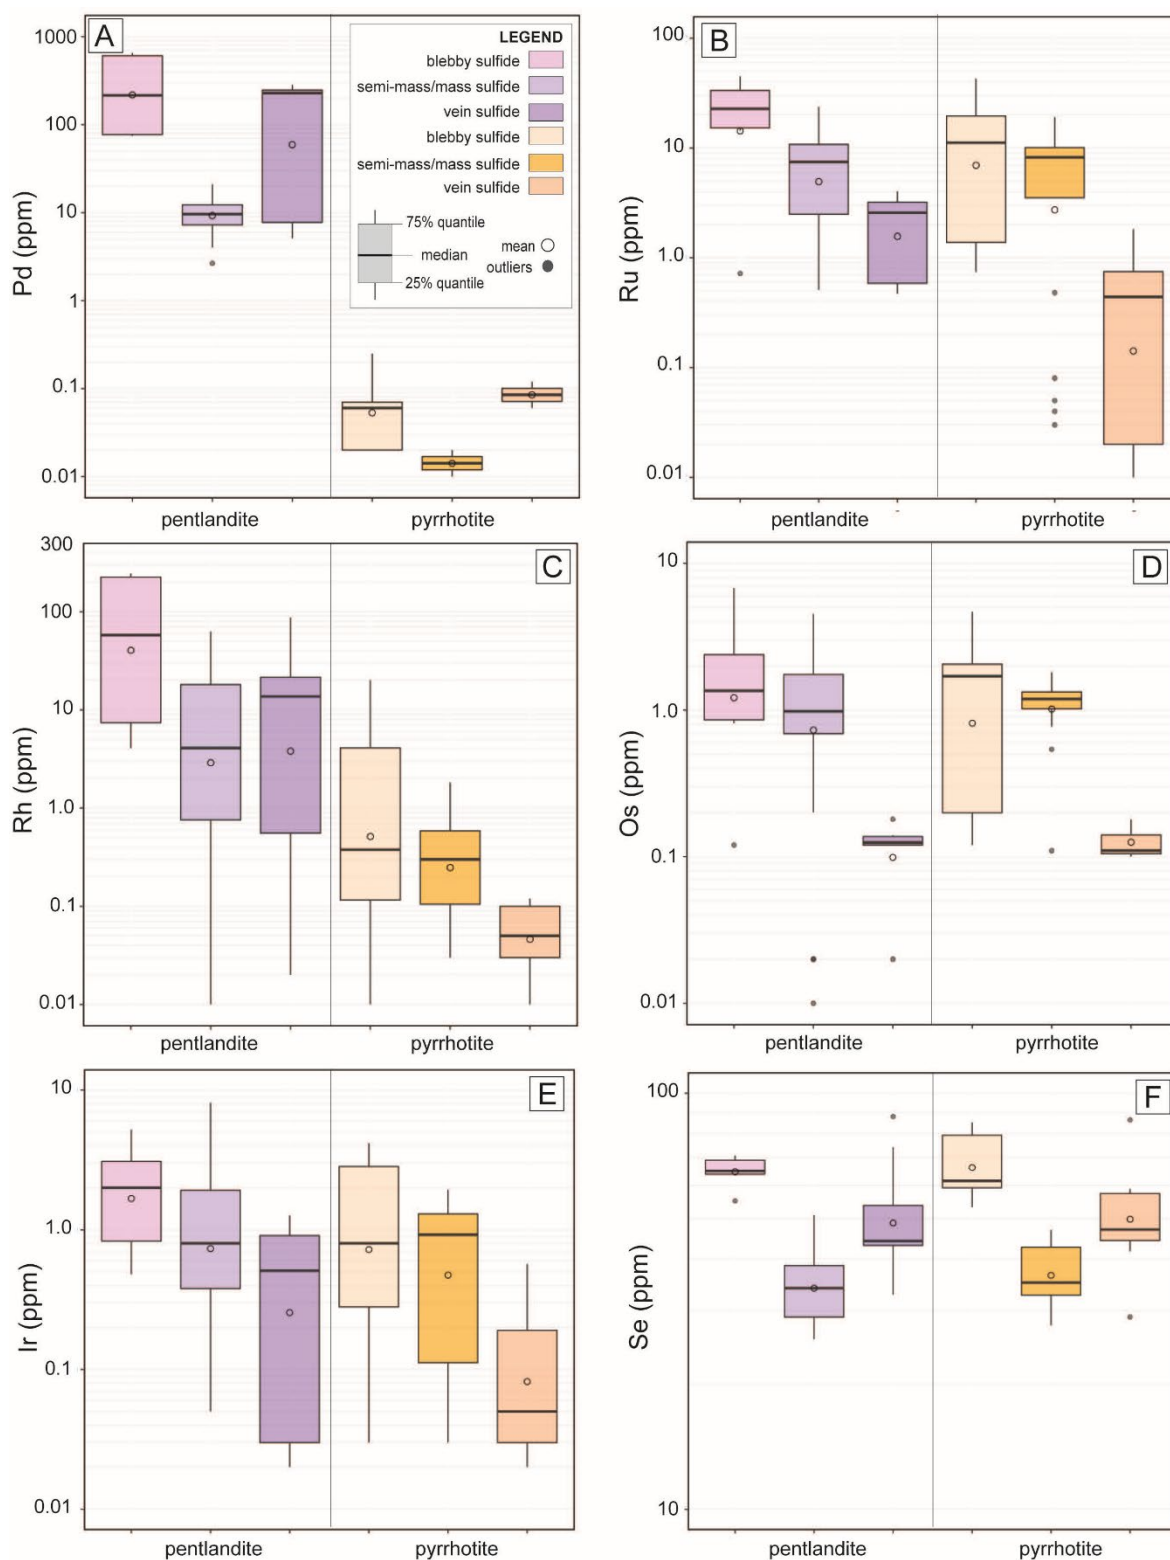 A
Pd (ppm)
1000
100
10
1
0.1
0.01
LEGEND
blebby sulfide
semi-mass/mass sulfide
vein sulfide
blebby sulfide
semi-mass/mass sulfide
vein sulfide
75% quantile
median
25% quantile
mean
outliers
pentlandite
pyrrhotite
B
Ru (ppm)
100
10
1.0
0.1
0.01
pentlandite
pyrrhotite
C
Rh (ppm)
300
100
10
1.0
0.1
0.01
pentlandite
pyrrhotite
D
Os (ppm)
10
1.0
0.1
0.01
pentlandite
pyrrhotite
E
Ir (ppm)
10
1.0
0.1
0.01
pentlandite
pyrrhotite
F
Se (ppm)
100
10
pentlandite
pyrrhotite